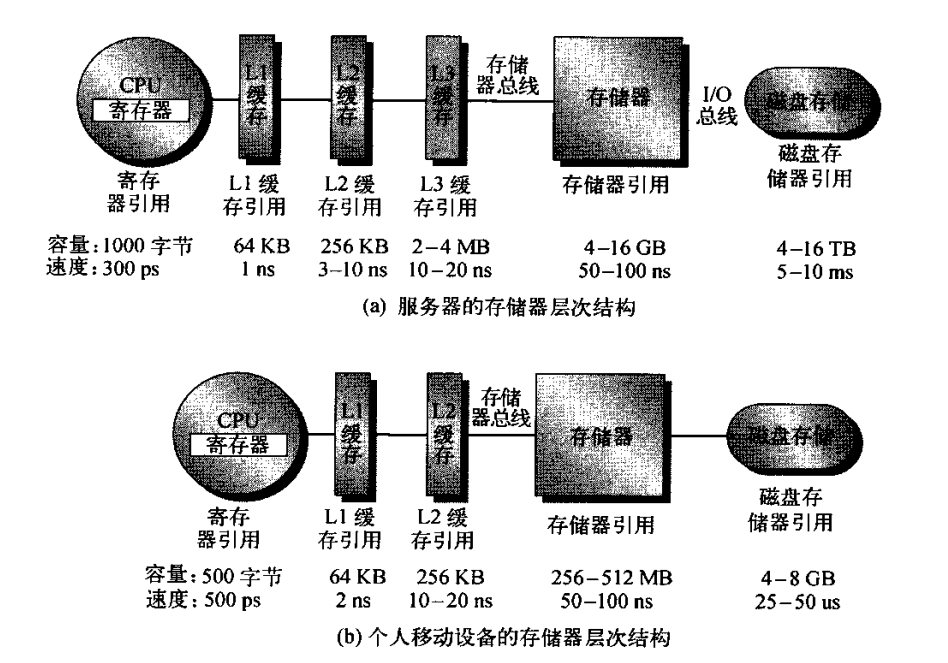 CPU
寄存器
L1
缓存
L2
缓存
L3
缓存
存储
器总线
存储器
I/O
总线
磁盘存储
寄存
器引用
L1 缓
存引用
L2 缓
存引用
L3 缓
存引用
存储器引用
磁盘存
储器引用
容量:1000 字节 64 KB 256 KB 2-4 MB 4-16 GB 4-16 TB
速度:300 ps 1 ns 3-10 ns 10-20 ns 50-100 ns 5-10 ms
(a) 服务器的存储器层次结构
CPU
寄存器
L1
缓存
L2
缓存
存储
器总线
存储器
磁盘存储
寄存
器引用
L1 缓
存引用
L2 缓
存引用
存储器引用
磁盘存
储器引用
容量:500 字节 64 KB 256 KB 256-512 MB 4-8 GB
速度:500 ps 2 ns 10-20 ns 50-100 ns 25-50 us
(b) 个人移动设备的存储器层次结构